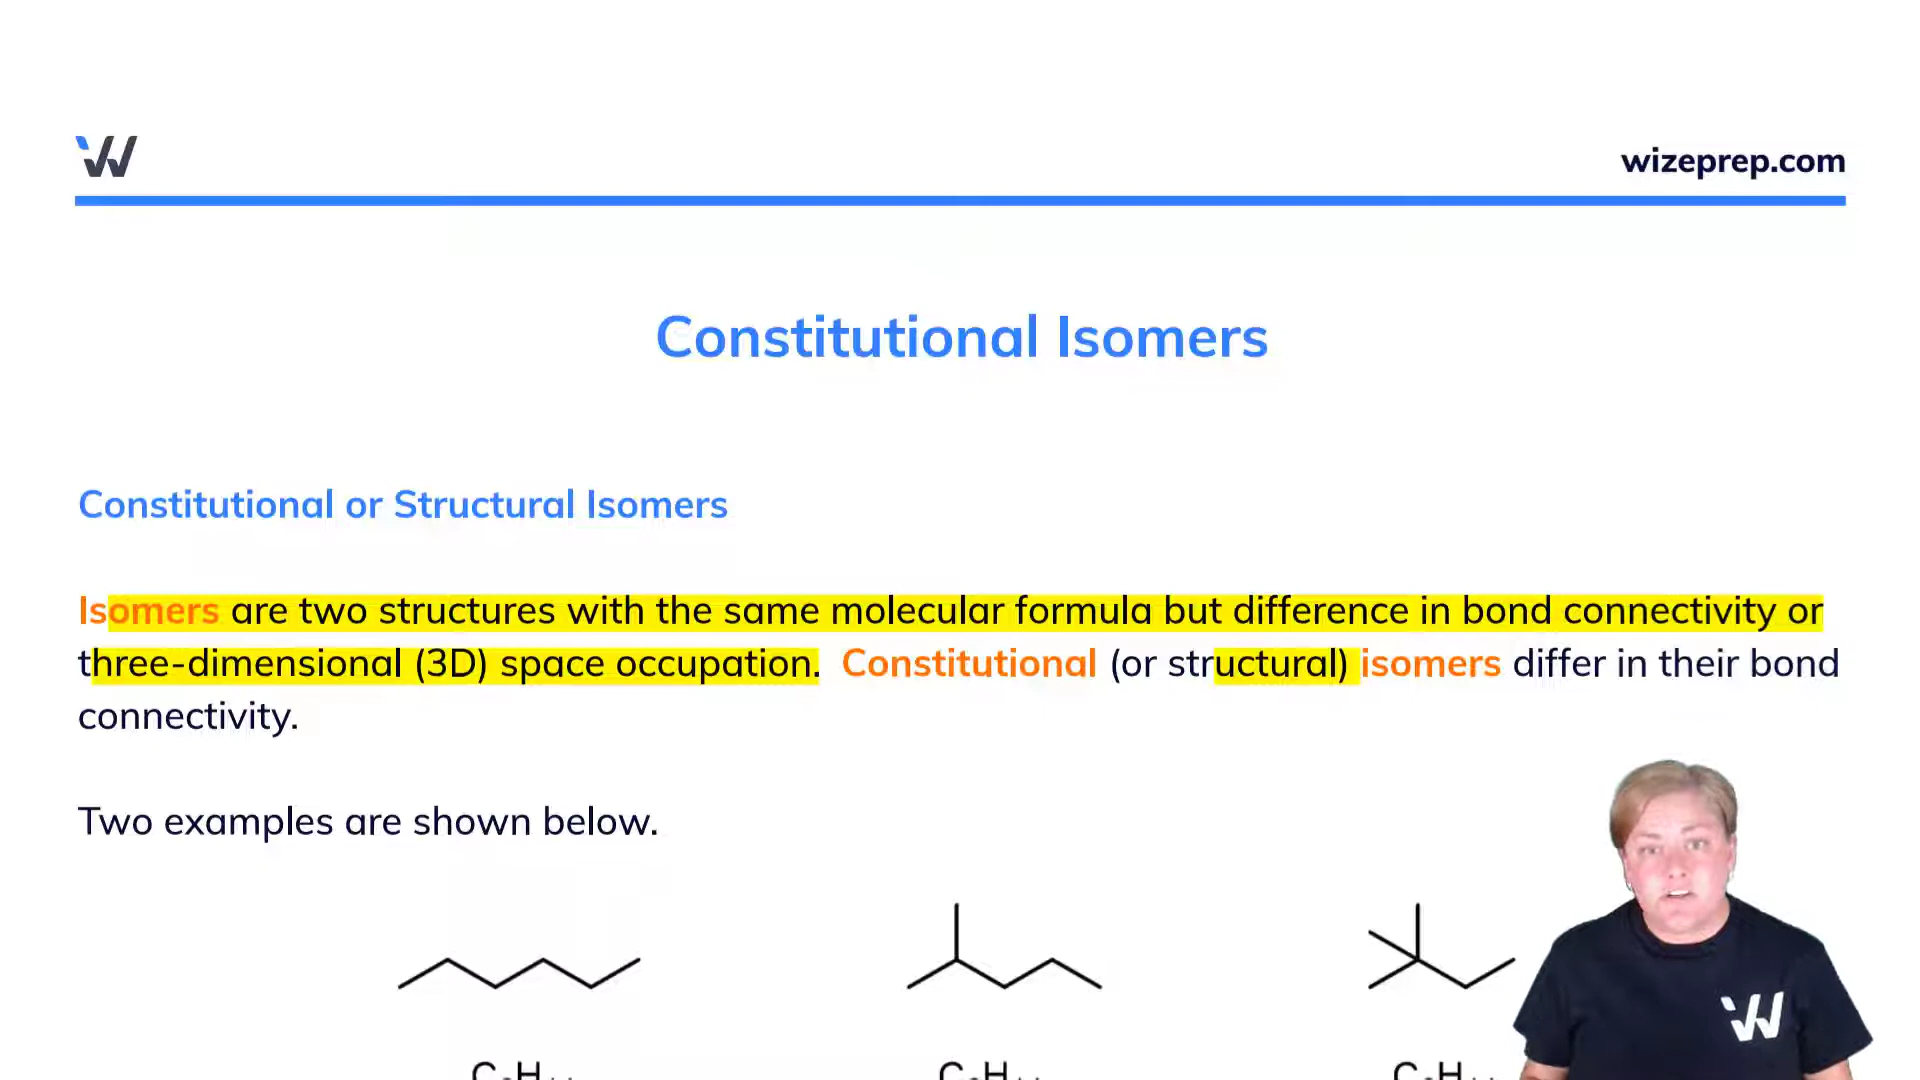 wizeprep.com
Constitutional Isomers
Constitutional or Structural Isomers
Isomers are two structures with the same molecular formula but difference in bond connectivity or
three-dimensional (3D) space occupation. Constitutional (or structural) isomers differ in their bond
connectivity.
Two examples are shown below.